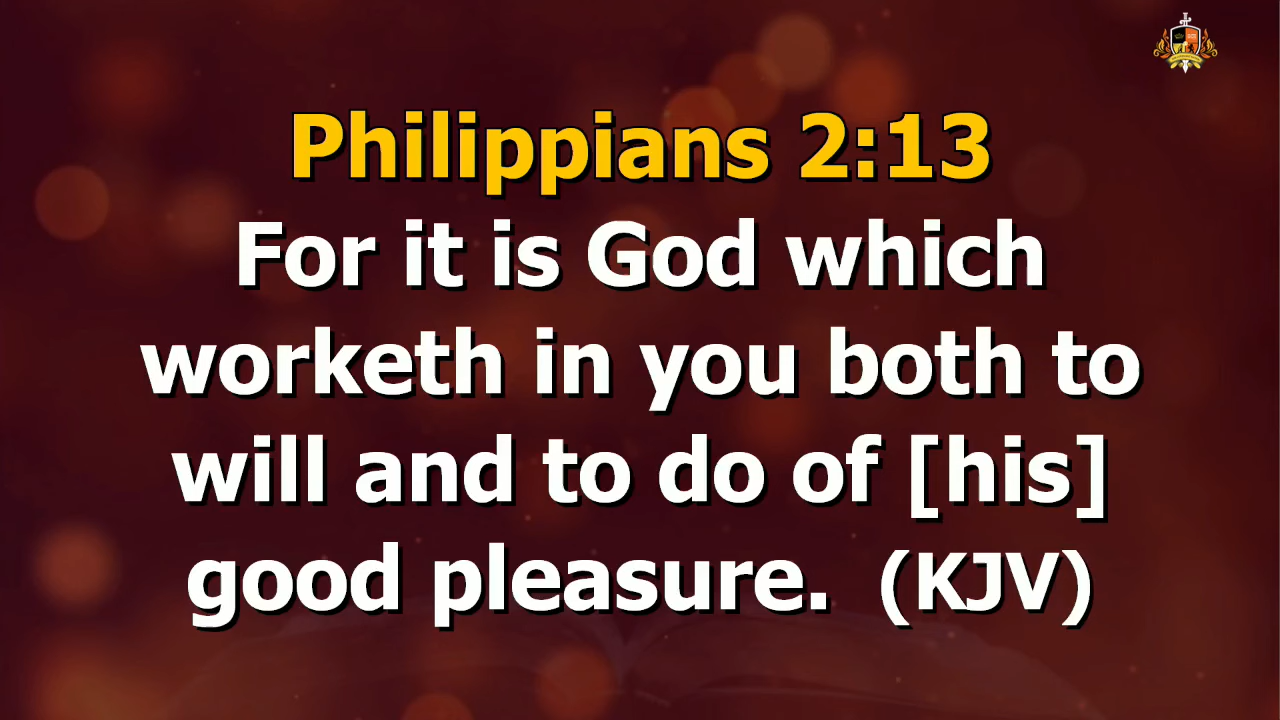 Philippians 2:13
For it is God which
worketh in you both to
will and to do of [his]
good pleasure.  (KJV)